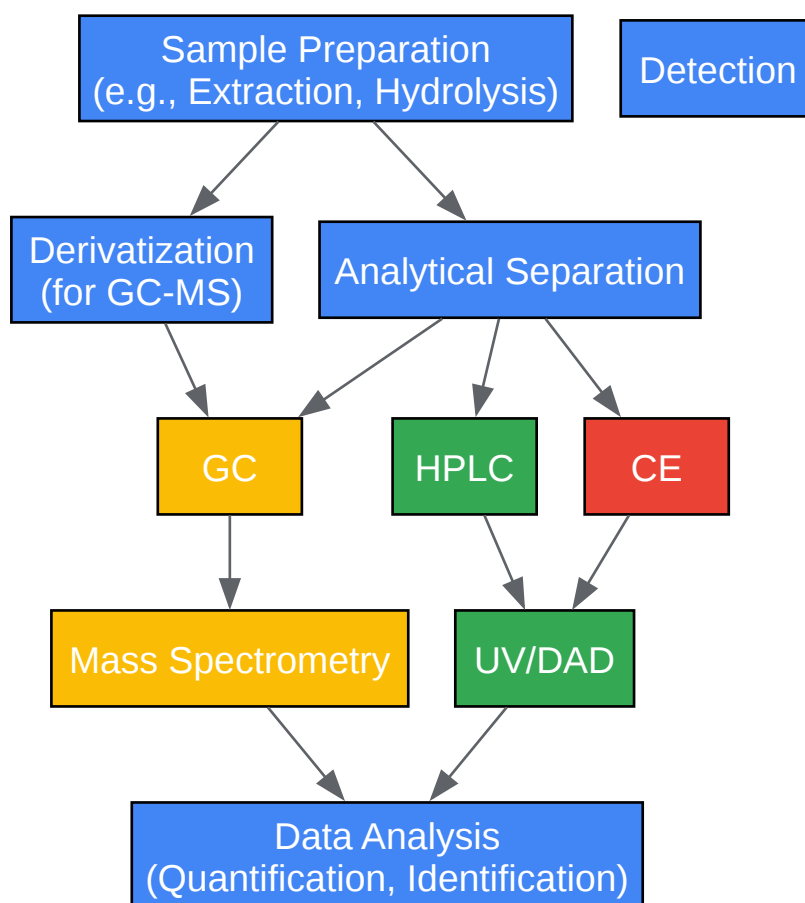 Sample Preparation
(e.g., Extraction, Hydrolysis)
Detection
Derivatization
(for GC-MS)
Analytical Separation
GC
HPLC
CE
Mass Spectrometry
UV/DAD
Data Analysis
(Quantification, Identification)